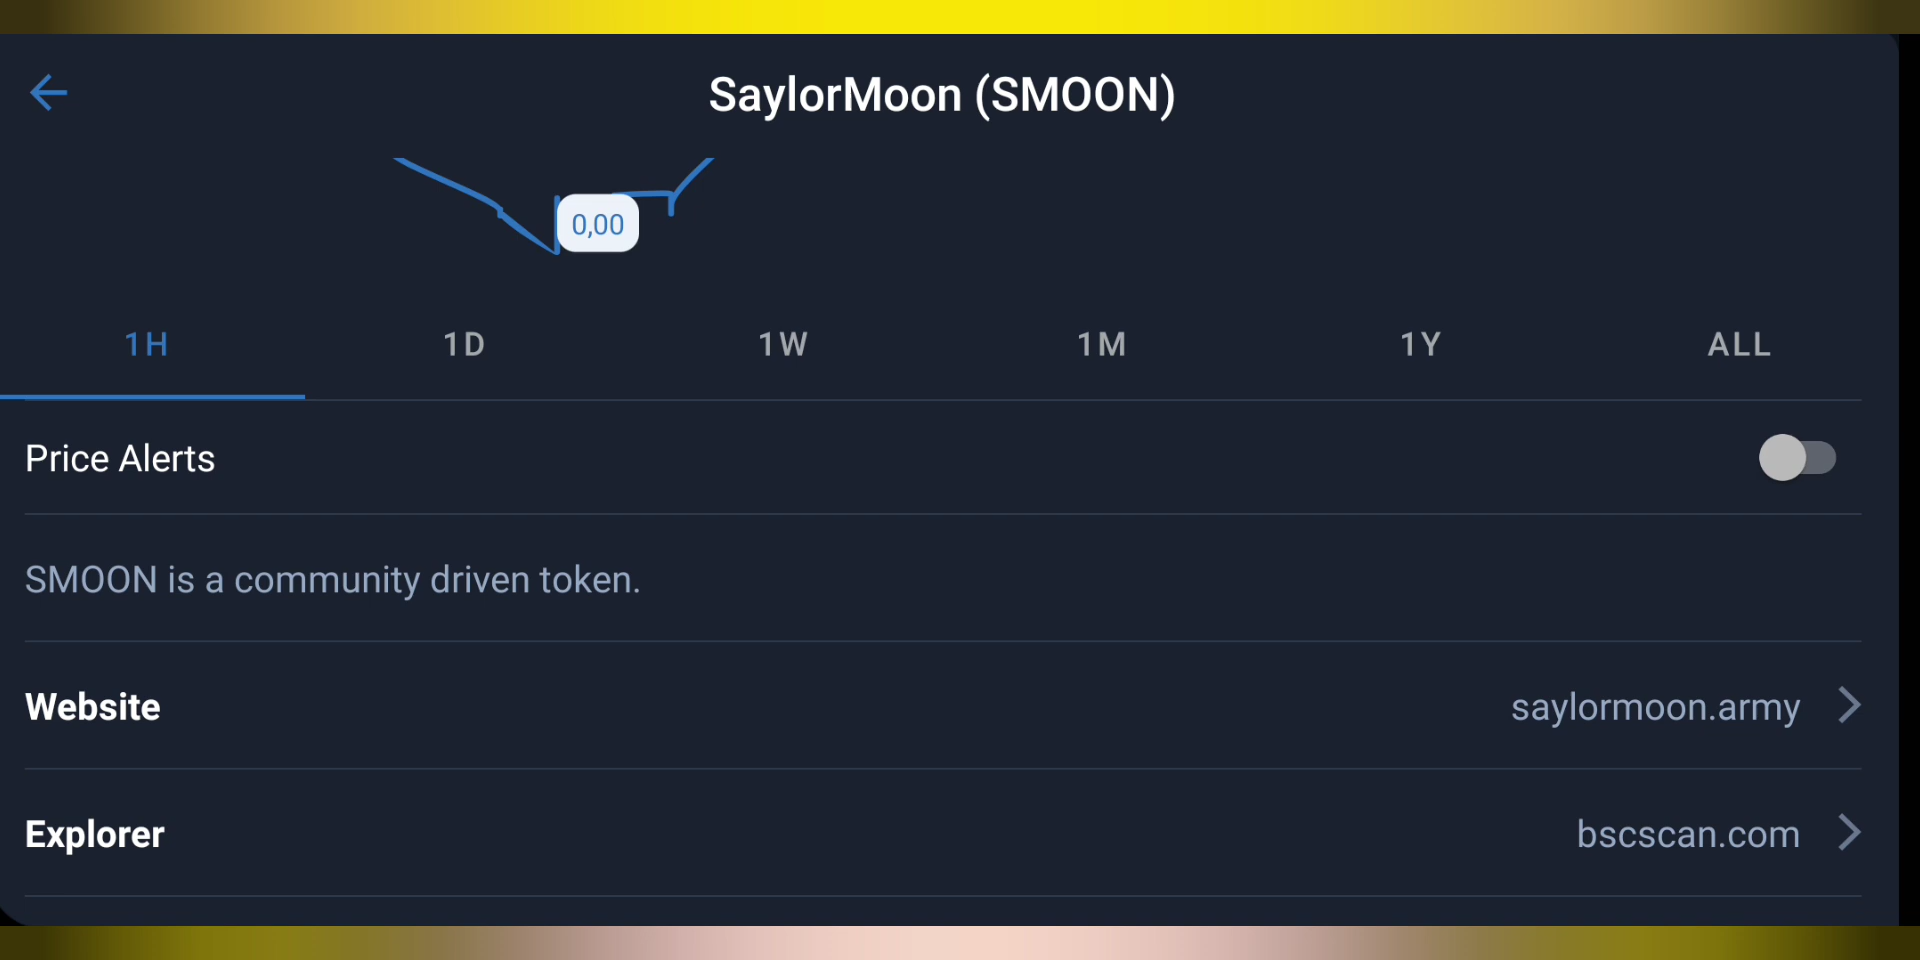 SaylorMoon (SMOON)
0,00
1H 1D 1W 1M 1Y ALL
Price Alerts
SMOON is a community driven token.
Website saylormoon.army
Explorer bscscan.com